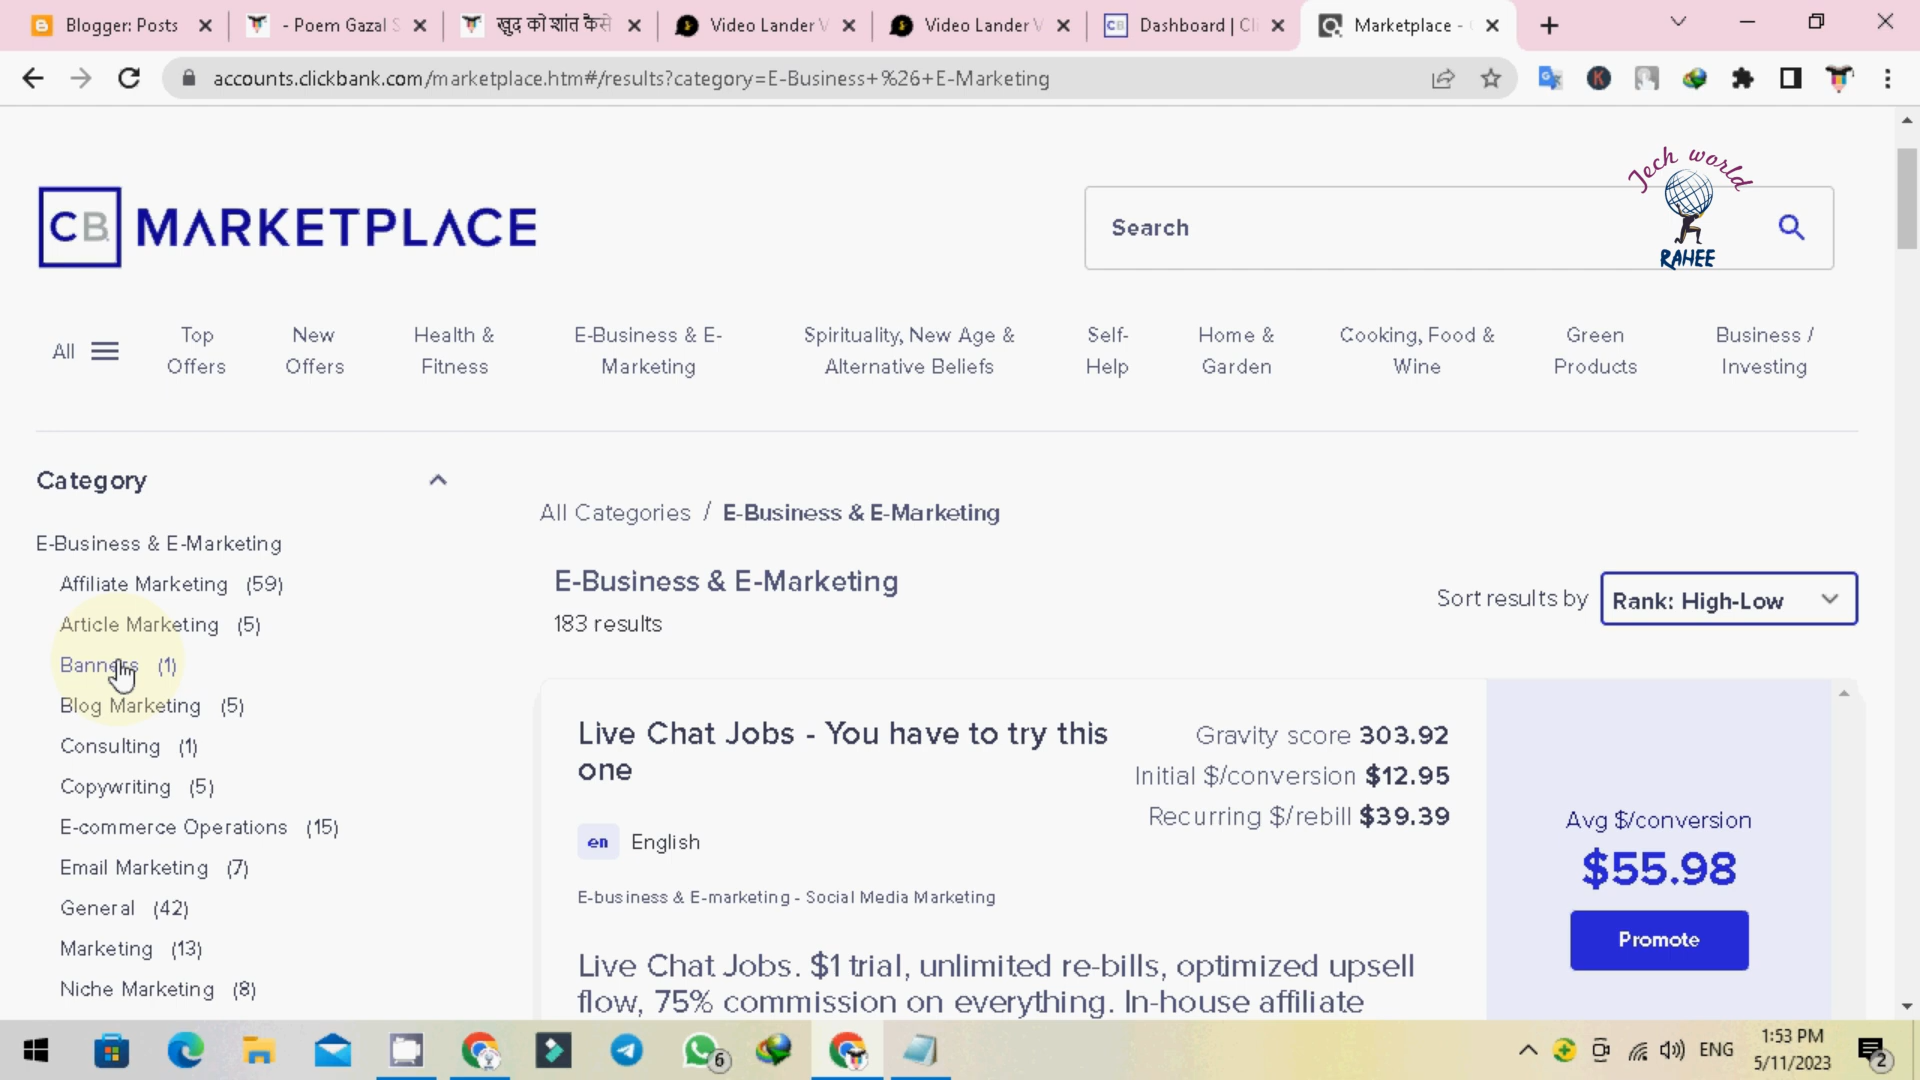 Blogger: Posts
- Poem Gazal S
खुद को शांत कैसे
Video Lander V
Video Lander V
Dashboard | Cli
Marketplace -
accounts.clickbank.com/marketplace.htm#/results?category=E-Business+%26+E-Marketing
CB MARKETPLACE
Search
Tech world
RAHEE
All
Top Offers
New Offers
Health & Fitness
E-Business & E-Marketing
Spirituality, New Age & Alternative Beliefs
Self-Help
Home & Garden
Cooking, Food & Wine
Green Products
Business / Investing
Category
E-Business & E-Marketing
Affiliate Marketing (59)
Article Marketing (5)
Banners (1)
Blog Marketing (5)
Consulting (1)
Copywriting (5)
E-commerce Operations (15)
Email Marketing (7)
General (42)
Marketing (13)
Niche Marketing (8)
All Categories / E-Business & E-Marketing
E-Business & E-Marketing
183 results
Sort results by Rank: High-Low
Live Chat Jobs - You have to try this
one
Gravity score 303.92
Initial $/conversion $12.95
Recurring $/rebill $39.39
en English
E-business & E-marketing - Social Media Marketing
Live Chat Jobs. $1 trial, unlimited re-bills, optimized upsell
flow, 75% commission on everything. In-house affiliate
Avg $/conversion
$55.98
Promote
6
ENG
1:53 PM
5/11/2023
2